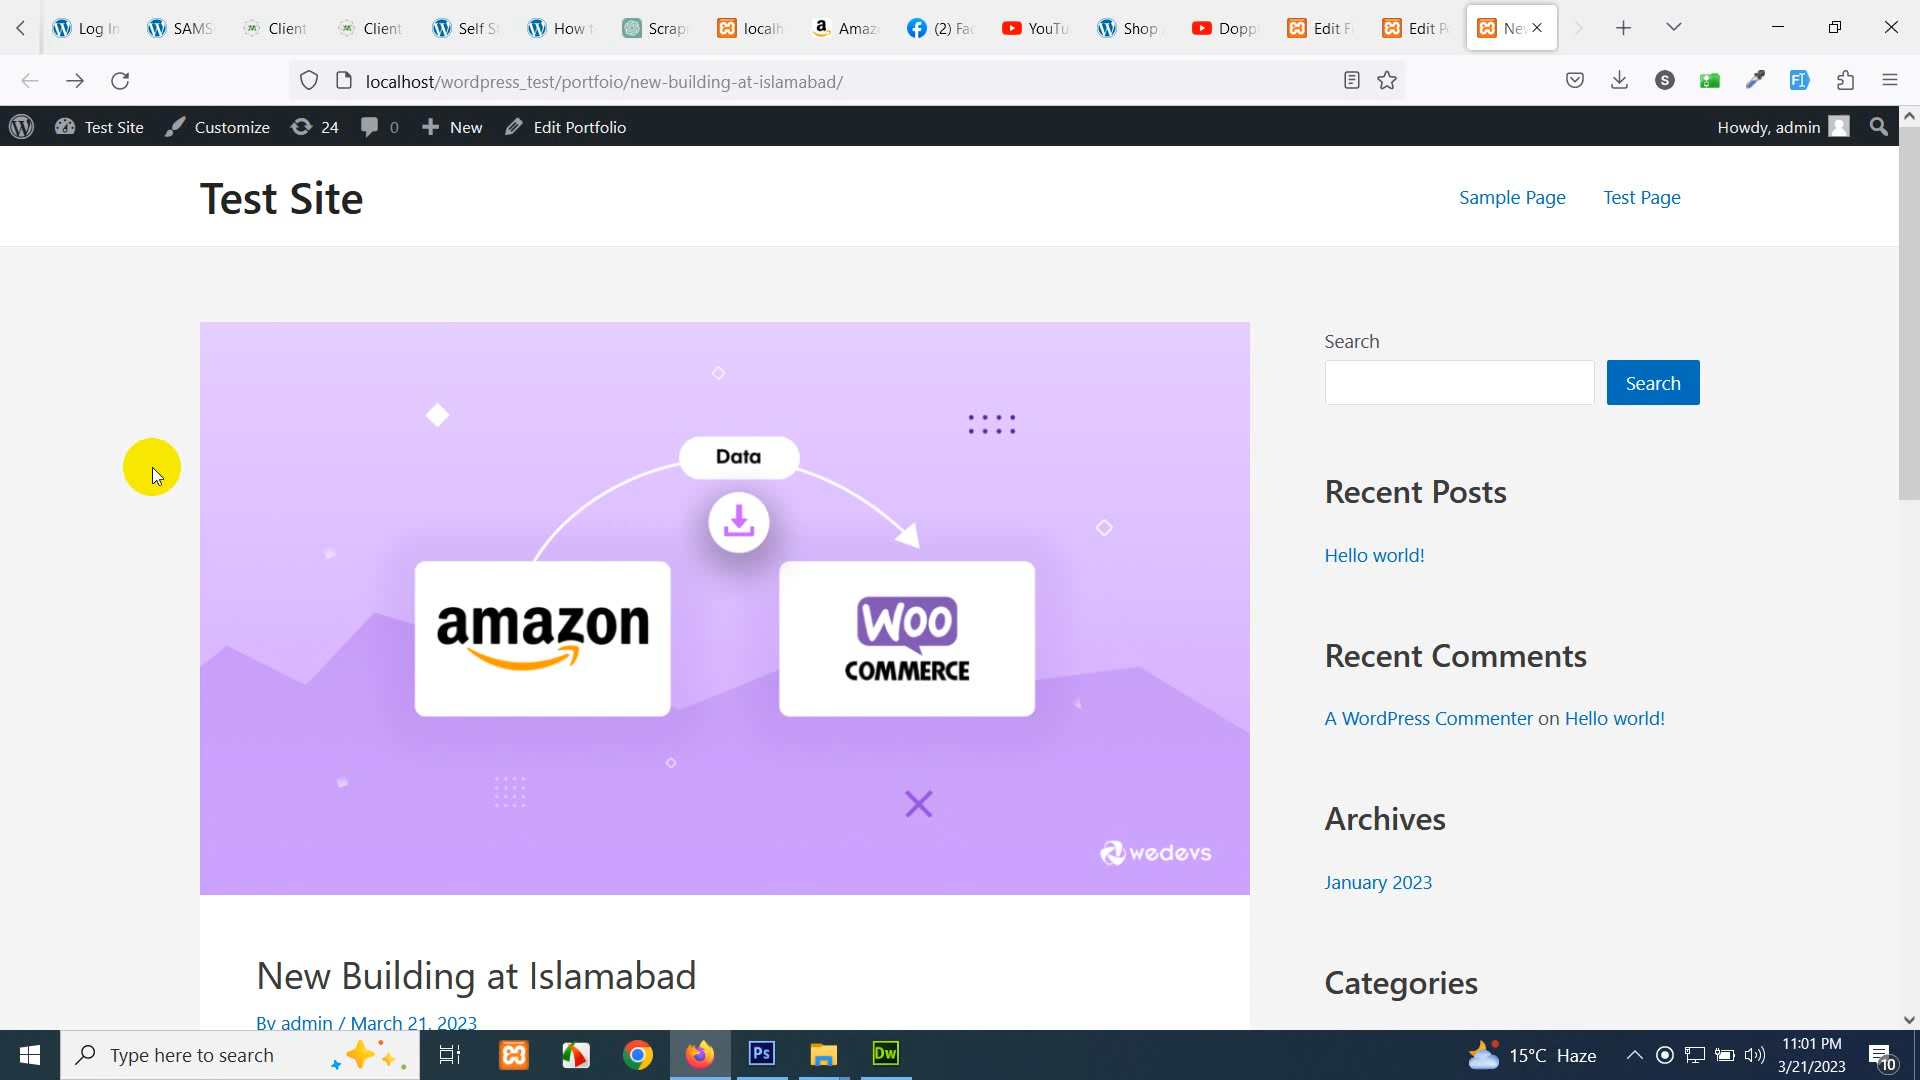 Log In
SAMS
Client
Client
Self S
How t
Scrap
localh
Amaz
(2) Fac
YouTu
Shop
Dopp
Edit F
Edit P
New
localhost/wordpress_test/portfoio/new-building-at-islamabad/
Test Site
Customize
24
0
New
Edit Portfolio
Howdy, admin
Test Site
Sample Page
Test Page
Data
amazon
WOO
COMMERCE
wedevs
Search
Search
Recent Posts
Hello world!
Recent Comments
A WordPress Commenter on Hello world!
Archives
January 2023
Categories
New Building at Islamabad
By admin / March 21, 2023
Type here to search
Ps
Dw
15°C Haze
11:01 PM
3/21/2023
10